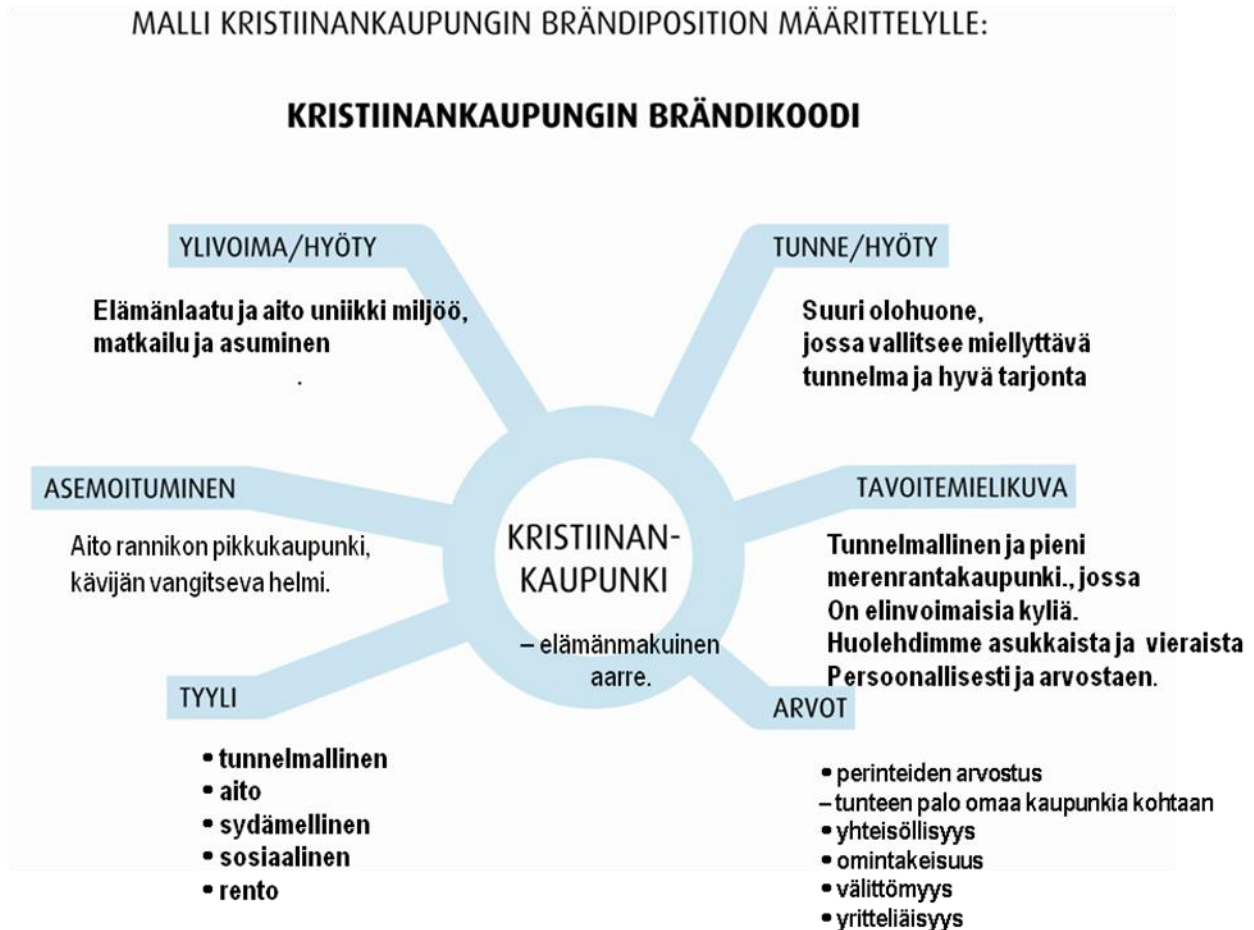 MALLI KRISTIINANKAUPUNGIN BRÄNDIPOSITION MÄÄRITTELYLLE:
KRISTIINANKAUPUNGIN BRÄNDIKOODI
YLIVOIMA/HYÖTY
Elämänlaatu ja aito uniikki miljöö,
matkailu ja asuminen
.
TUNNE/HYÖTY
Suuri olohuone,
jossa vallitsee miellyttävä
tunnelma ja hyvä tarjonta
ASEMOITUMINEN
Aito rannikon pikkukaupunki,
kävijän vangitseva helmi.
KRISTIINAN-
KAUPUNKI
– elämänmakuinen
aarre.
TAVOITEMIELIKUVA
Tunnelmallinen ja pieni
merenrantakaupunki., jossa
On elinvoimaisia kyliä.
Huolehdimme asukkaista ja vieraista
Persoonallisesti ja arvostaen.
TYYLI
• tunnelmallinen
• aito
• sydämellinen
• sosiaalinen
• rento
ARVOT
• perinteiden arvostus
– tunteen palo omaa kaupunkia kohtaan
• yhteisöllisyys
• omintakeisuus
• välittömyys
• yritteliäisyys